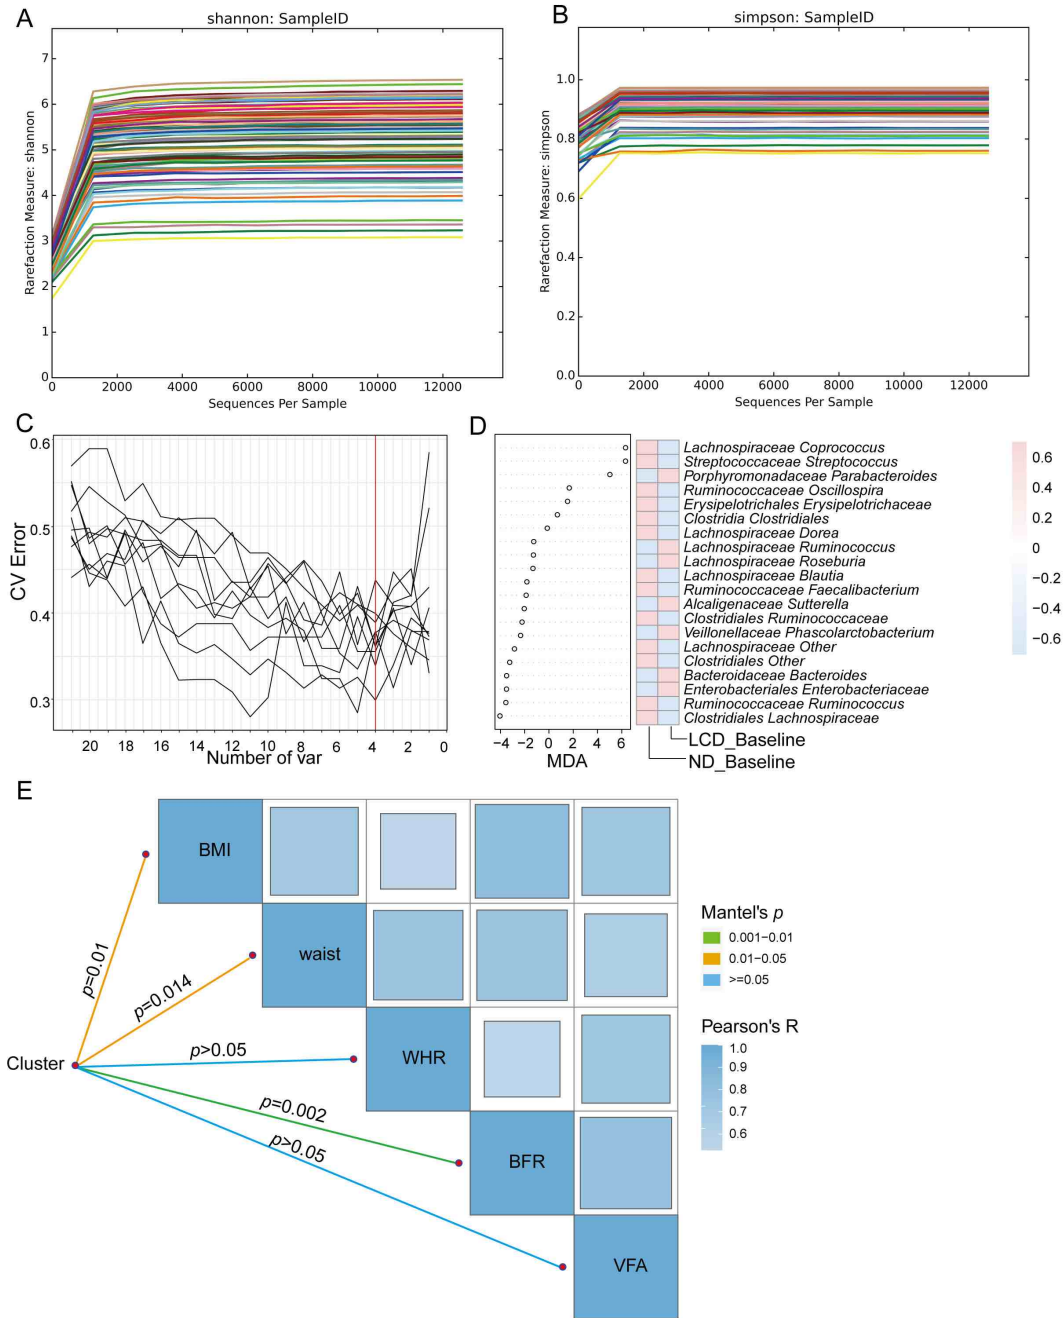 A
shannon: SampleID
Rarefaction Measure: shannon
7
6
5
4
3
2
1
0
0 2000 4000 6000 8000 10000 12000
Sequences Per Sample
B
simpson: SampleID
Rarefaction Measure: simpson
1.0
0.8
0.6
0.4
0.2
0.0
0 2000 4000 6000 8000 10000 12000
Sequences Per Sample
C
CV Error
0.6
0.5
0.4
0.3
20 18 16 14 12 10 8 6 4 2 0
Number of var
D
Lachnospiraceae Coprococcus
Streptococcaceae Streptococcus
Porphyromonadaceae Parabacteroides
Ruminococcaceae Oscillospira
Erysipelotrichales Erysipelotrichaceae
Clostridia Clostridiales
Lachnospiraceae Dorea
Lachnospiraceae Ruminococcus
Lachnospiraceae Roseburia
Lachnospiraceae Blautia
Ruminococcaceae Faecalibacterium
Alcaligenaceae Sutterella
Clostridiales Ruminococcaceae
Veillonellaceae Phascolarctobacterium
Lachnospiraceae Other
Clostridiales Other
Bacteroidaceae Bacteroides
Enterobacteriales Enterobacteriaceae
Ruminococcaceae Ruminococcus
Clostridiales Lachnospiraceae
−4 −2 0 2 4 6
MDA
LCD_Baseline
ND_Baseline
0.6
0.4
0.2
0
−0.2
−0.4
−0.6
E
BMI
waist
WHR
BFR
VFA
Cluster
p=0.01
p=0.014
p>0.05
p=0.002
p>0.05
Mantel's p
0.001−0.01
0.01−0.05
>=0.05
Pearson's R
1.0
0.9
0.8
0.7
0.6